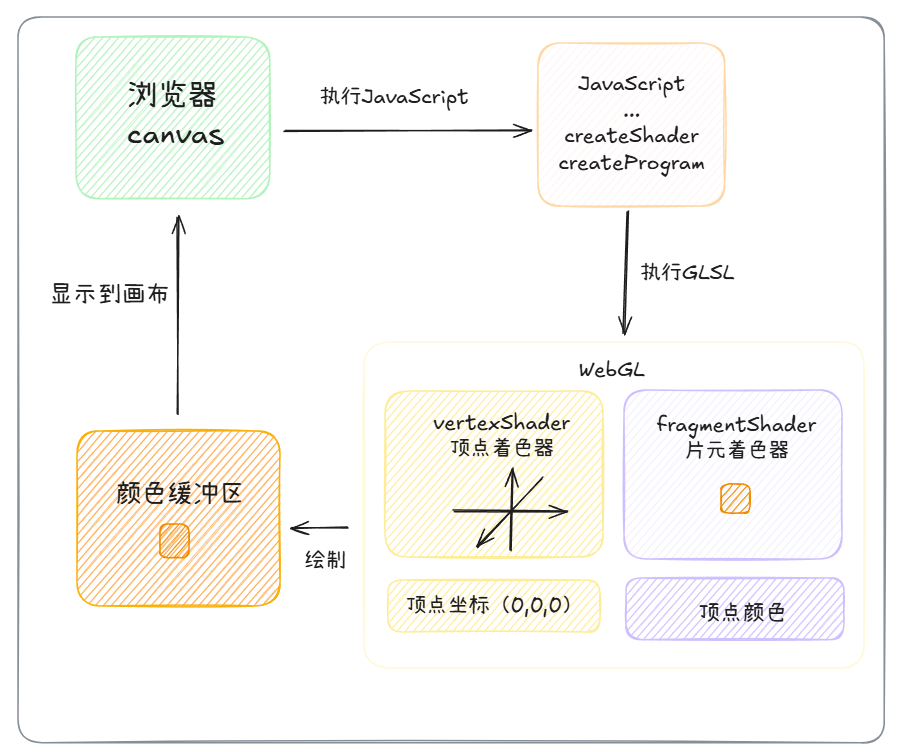 浏览器
canvas
执行JavaScript
JavaScript
...
createShader
createProgram
执行GLSL
显示到画布
WebGL
vertexShader
顶点着色器
fragmentShader
片元着色器
颜色缓冲区
绘制
顶点坐标（0,0,0）
顶点颜色